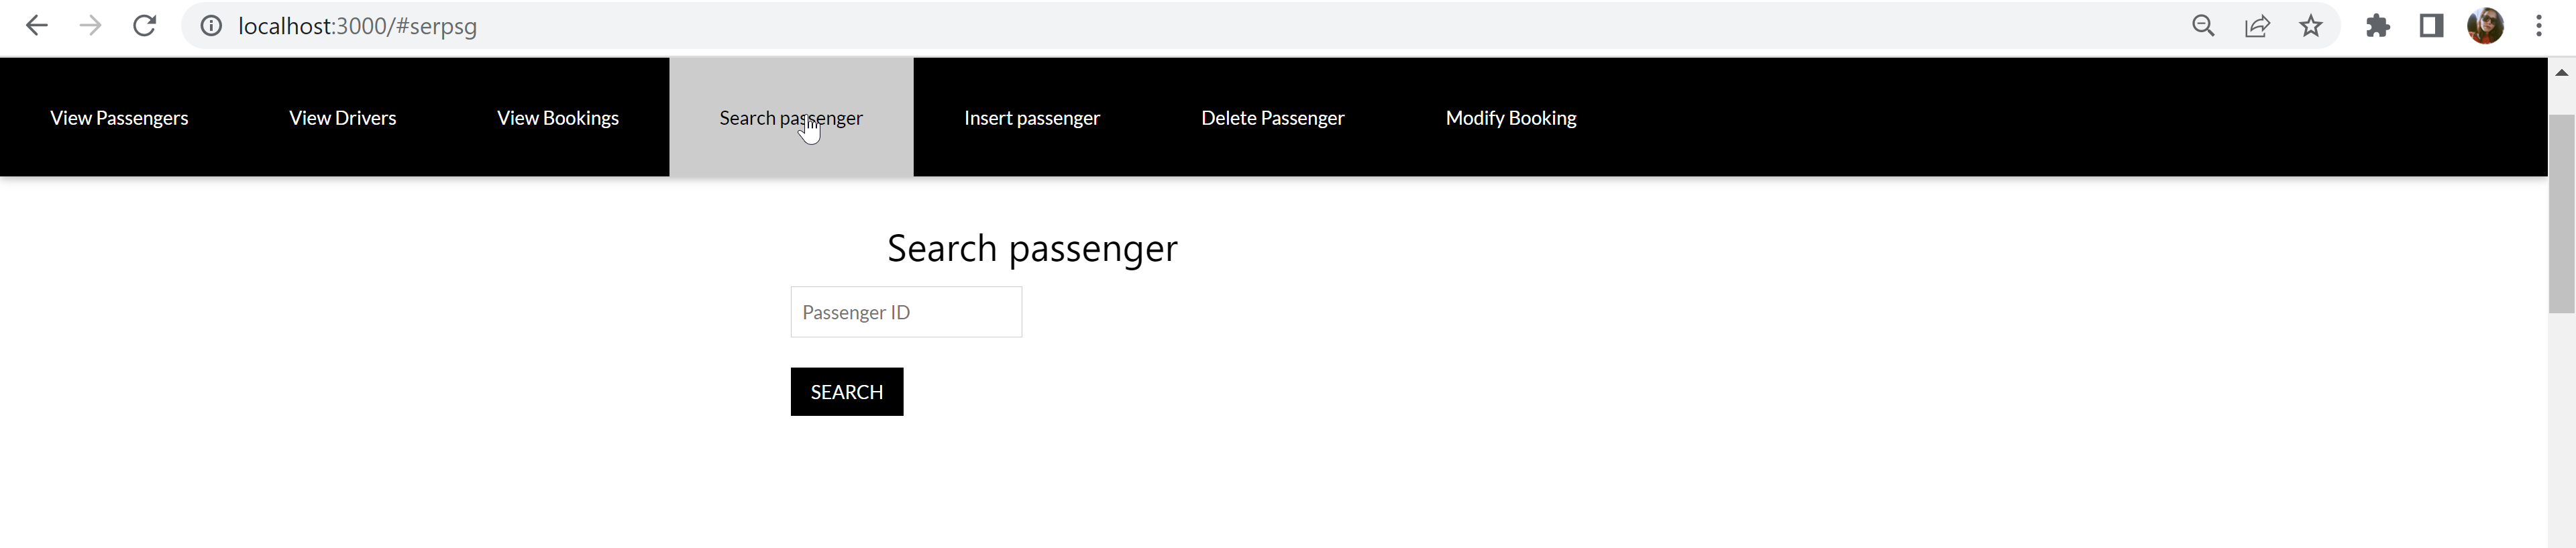 localhost:3000/#serpsg
View Passengers View Drivers View Bookings Search passenger Insert passenger Delete Passenger Modify Booking
Search passenger
Passenger ID
SEARCH